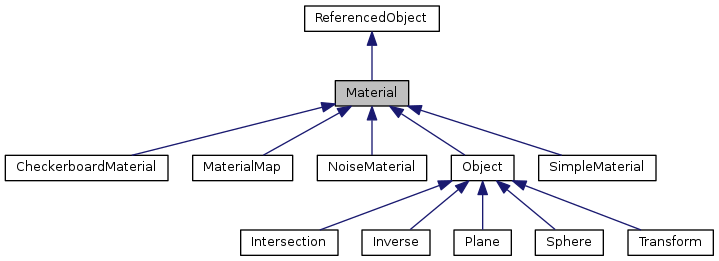 ReferencedObject
Material
CheckerboardMaterial
MaterialMap
NoiseMaterial
Object
SimpleMaterial
Intersection
Inverse
Plane
Sphere
Transform